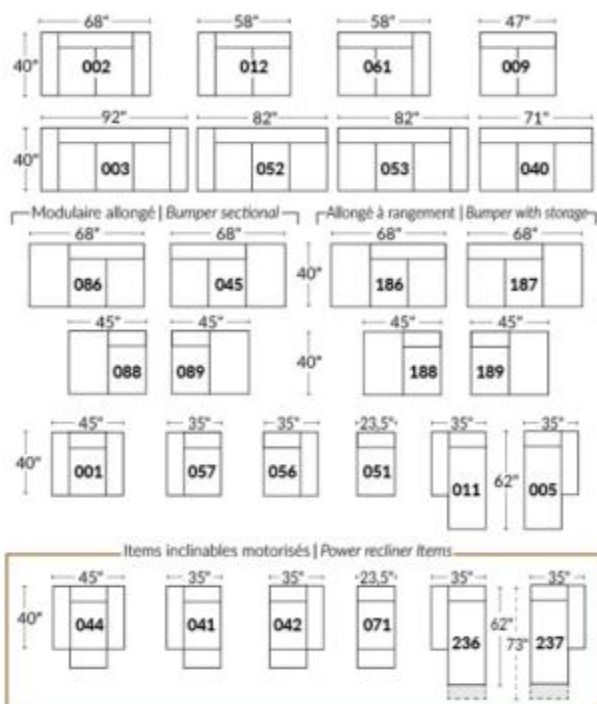 68" 58" 58" 47"
40" 002 012 061 009
92" 82" 82" 71"
40" 003 052 053 040
Modulaire allongé | Bumper sectional Allongé à rangement | Bumper with storage
68" 68" 68" 68"
086 045 40" 186 187
45" 45" 45" 45"
088 089 40" 188 189
45" 35" 35" 23,5" 35" 35"
40" 001 057 056 051 011 62" 005
Items inclinables motorisés | Power recliner Items
45" 35" 35" 23,5" 35" 35"
40" 044 041 042 071 236 62" 73" 237